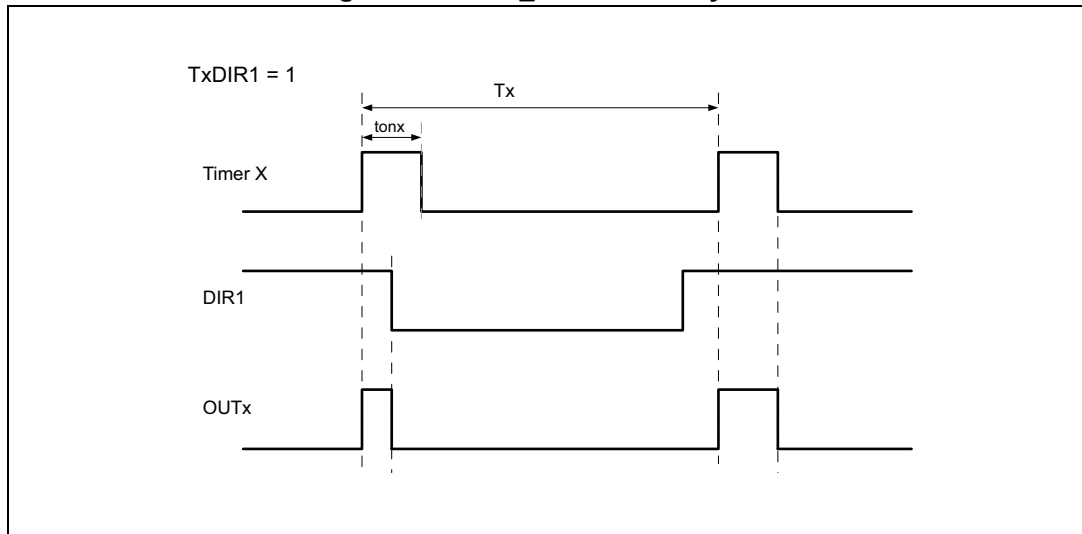 TxDIR1 = 1
Tx
tonx
Timer X
DIR1
OUTx